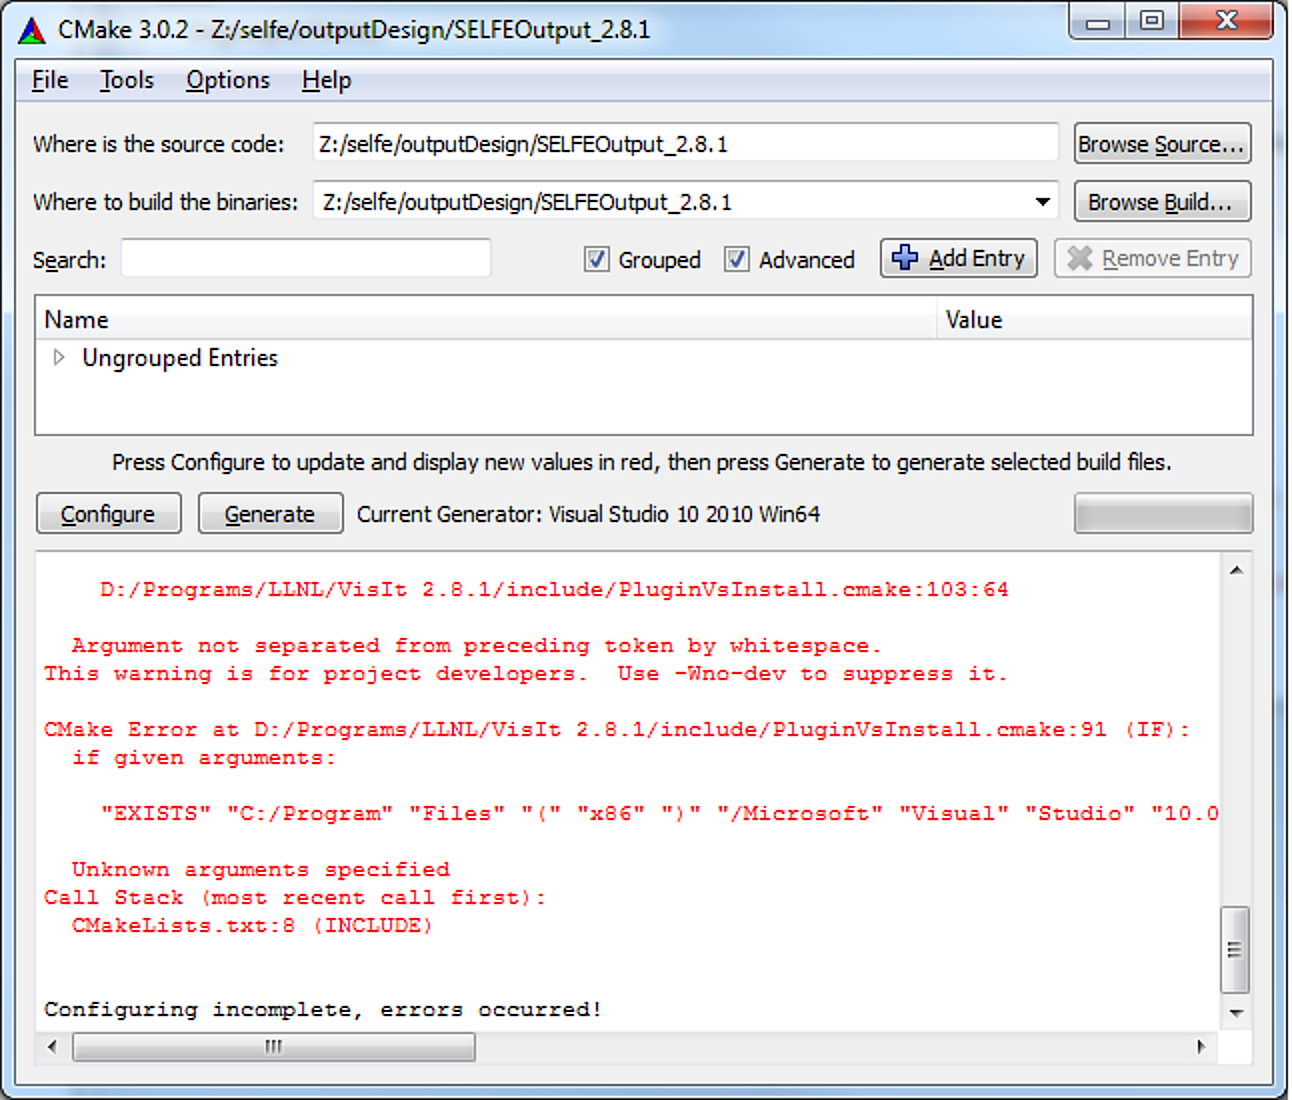 CMake 3.0.2 - Z:/selfe/outputDesign/SELFEOutput_2.8.1
File Tools Options Help
Where is the source code: Z:/selfe/outputDesign/SELFEOutput_2.8.1 Browse Source...
Where to build the binaries: Z:/selfe/outputDesign/SELFEOutput_2.8.1 Browse Build...
Search: Grouped Advanced Add Entry Remove Entry
Name Value
Ungrouped Entries
Press Configure to update and display new values in red, then press Generate to generate selected build files.
Configure Generate Current Generator: Visual Studio 10 2010 Win64
D:/Programs/LLNL/VisIt 2.8.1/include/PluginVsInstall.cmake:103:64
Argument not separated from preceding token by whitespace.
This warning is for project developers.  Use -Wno-dev to suppress it.
CMake Error at D:/Programs/LLNL/VisIt 2.8.1/include/PluginVsInstall.cmake:91 (IF):
if given arguments:
"EXISTS" "C:/Program" "Files" "(" "x86" ")" "/Microsoft" "Visual" "Studio" "10.0
Unknown arguments specified
Call Stack (most recent call first):
CMakeLists.txt:8 (INCLUDE)
Configuring incomplete, errors occurred!